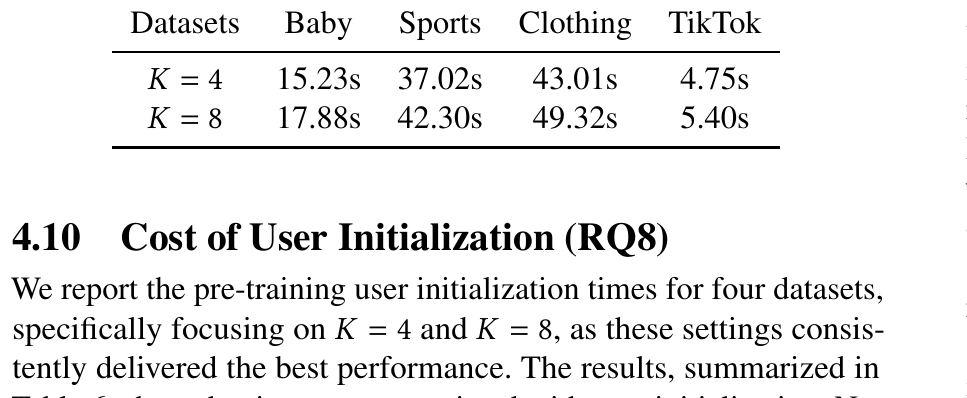 Datasets Baby Sports Clothing TikTok
K = 4 15.23s 37.02s 43.01s 4.75s
K = 8 17.88s 42.30s 49.32s 5.40s
4.10 Cost of User Initialization (RQ8)
We report the pre-training user initialization times for four datasets,
specifically focusing on K = 4 and K = 8, as these settings consis-
tently delivered the best performance. The results, summarized in